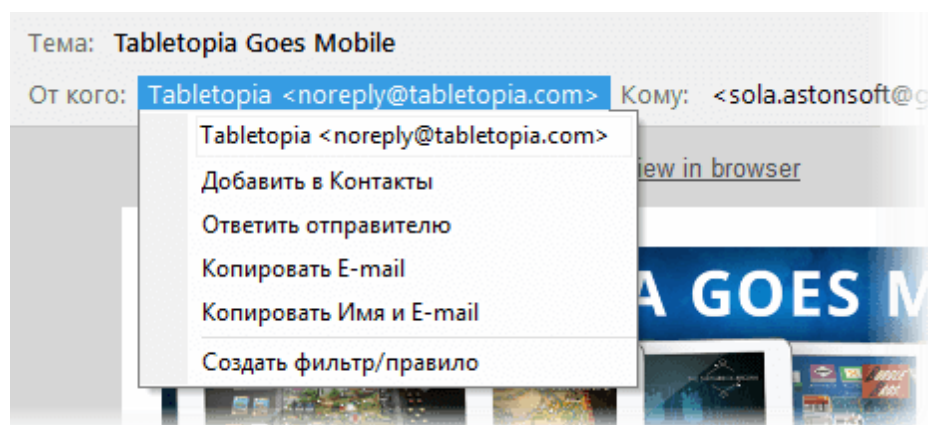 Тема: Tabletopia Goes Mobile
От кого: Tabletopia <noreply@tabletopia.com> Кому: <sola.astonsoft@g
Tabletopia <noreply@tabletopia.com>
iew in browser
Добавить в Контакты
Ответить отправителю
Копировать E-mail
A GOES M
Копировать Имя и E-mail
Создать фильтр/правило